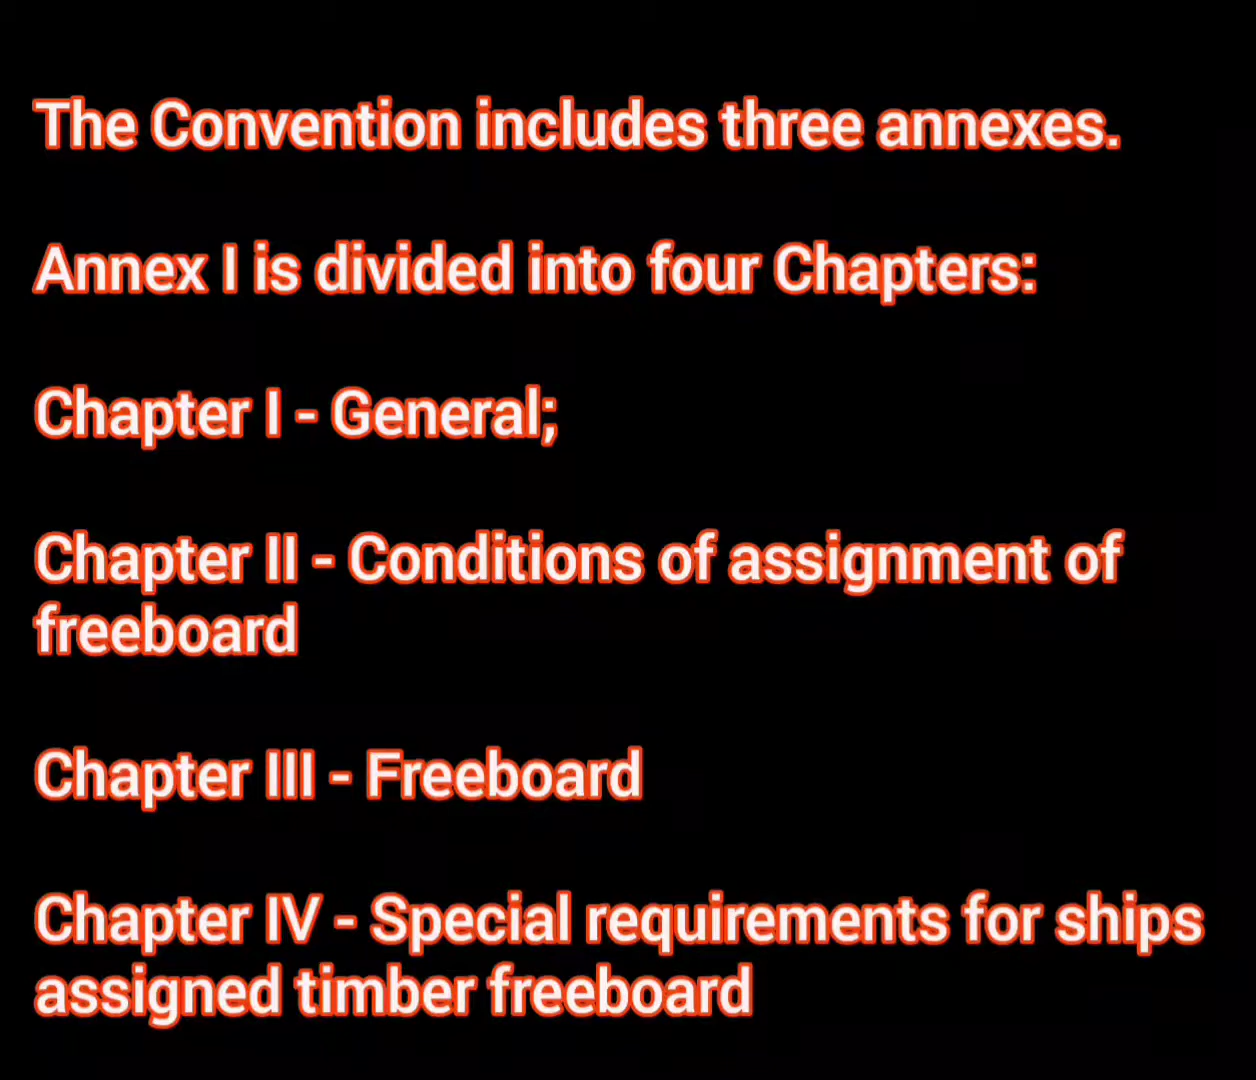 The Convention includes three annexes.
Annex I is divided into four Chapters:
Chapter I - General;
Chapter II - Conditions of assignment of
freeboard
Chapter III - Freeboard
Chapter IV - Special requirements for ships
assigned timber freeboard